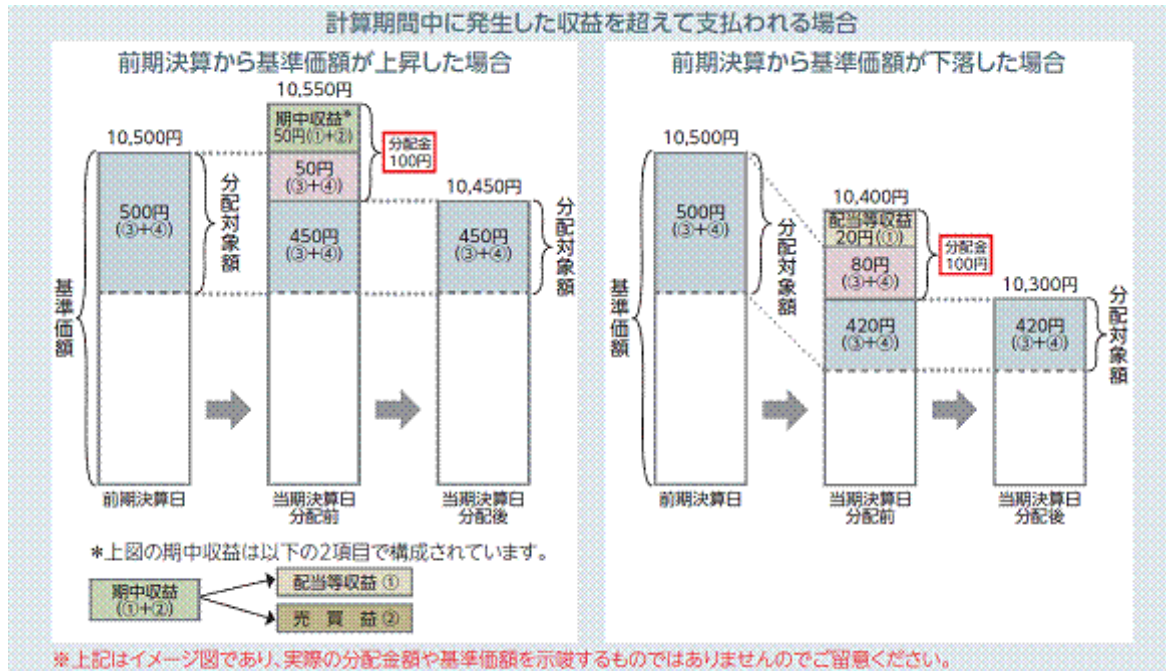 計算期間中に発生した収益を超えて支払われる場合
前期決算から基準価額が上昇した場合
10,550円
10,500円
期中収益*
50円(①+②)
分配金
100円
50円
(③+④)
10,450円
500円
(③+④)
分配対象額
450円
(③+④)
450円
(③+④)
分配対象額
基準価額
前期決算日
当期決算日
分配前
当期決算日
分配後
*上図の期中収益は以下の2項目で構成されています。
期中収益
(①+②)
配当等収益 ①
売 買 益 ②
前期決算から基準価額が下落した場合
10,500円
10,400円
500円
(③+④)
分配対象額
配当等収益
20円(①)
分配金
100円
80円
(③+④)
10,300円
420円
(③+④)
420円
(③+④)
分配対象額
基準価額
前期決算日
当期決算日
分配前
当期決算日
分配後
※上記はイメージ図であり、実際の分配金額や基準価額を示唆するものではありませんのでご留意ください。